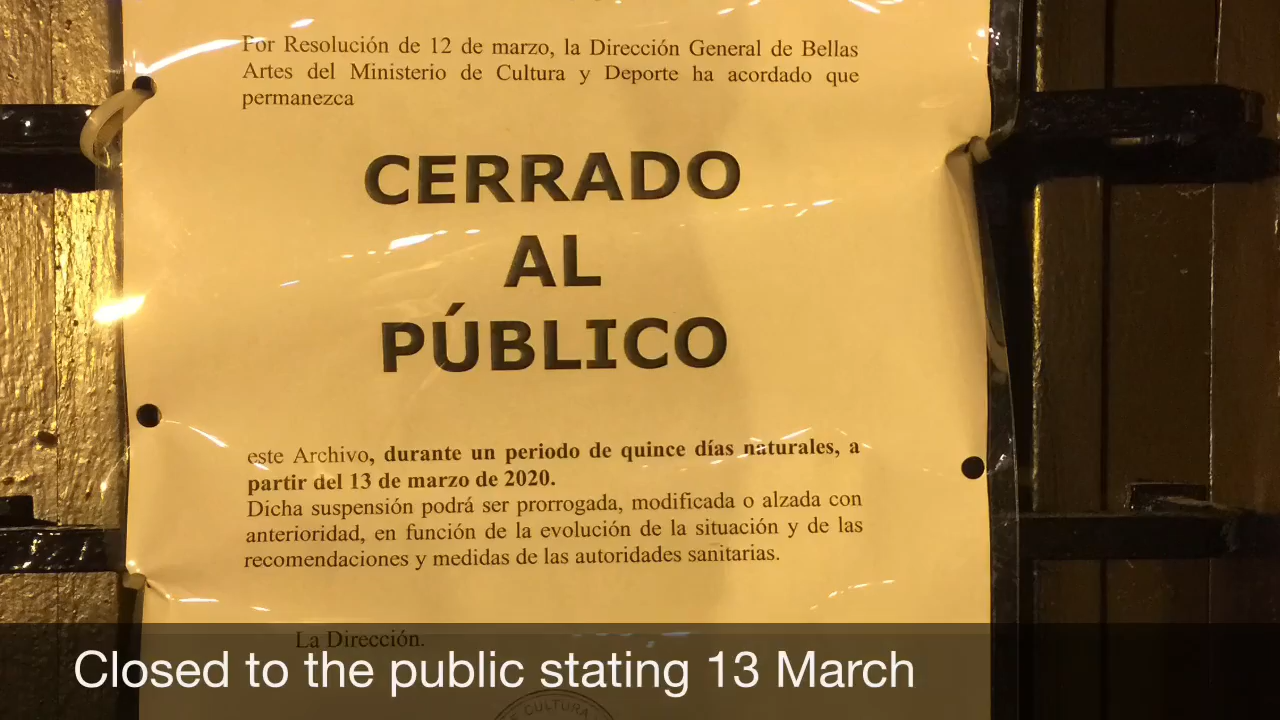 Por Resolución de 12 de marzo, la Dirección General de Bellas
Artes del Ministerio de Cultura y Deporte ha acordado que
permanezca
CERRADO
AL
PÚBLICO
este Archivo, durante un periodo de quince días naturales, a
partir del 13 de marzo de 2020.
Dicha suspensión podrá ser prorrogada, modificada o alzada con
anterioridad, en función de la evolución de la situación y de las
recomendaciones y medidas de las autoridades sanitarias.
La Dirección.
Closed to the public stating 13 March
CULTURA